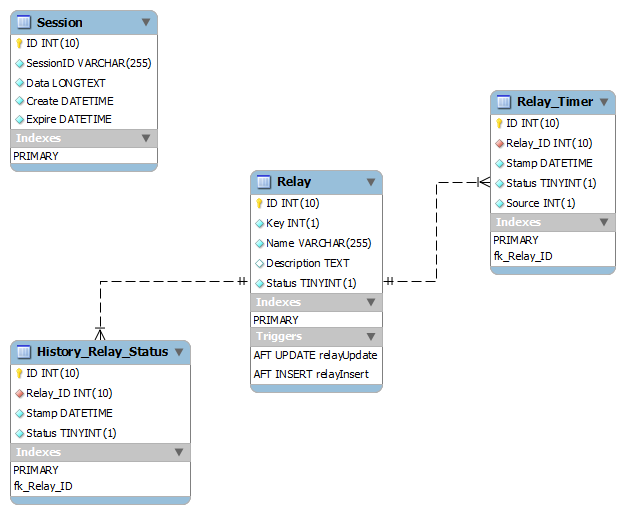 Session
ID INT(10)
SessionID VARCHAR(255)
Data LONGTEXT
Create DATETIME
Expire DATETIME
Indexes
PRIMARY
Relay_Timer
ID INT(10)
Relay_ID INT(10)
Stamp DATETIME
Status TINYINT(1)
Source INT(1)
Indexes
PRIMARY
fk_Relay_ID
Relay
ID INT(10)
Key INT(1)
Name VARCHAR(255)
Description TEXT
Status TINYINT(1)
Indexes
PRIMARY
Triggers
AFT UPDATE relayUpdate
AFT INSERT relayInsert
History_Relay_Status
ID INT(10)
Relay_ID INT(10)
Stamp DATETIME
Status TINYINT(1)
Indexes
PRIMARY
fk_Relay_ID